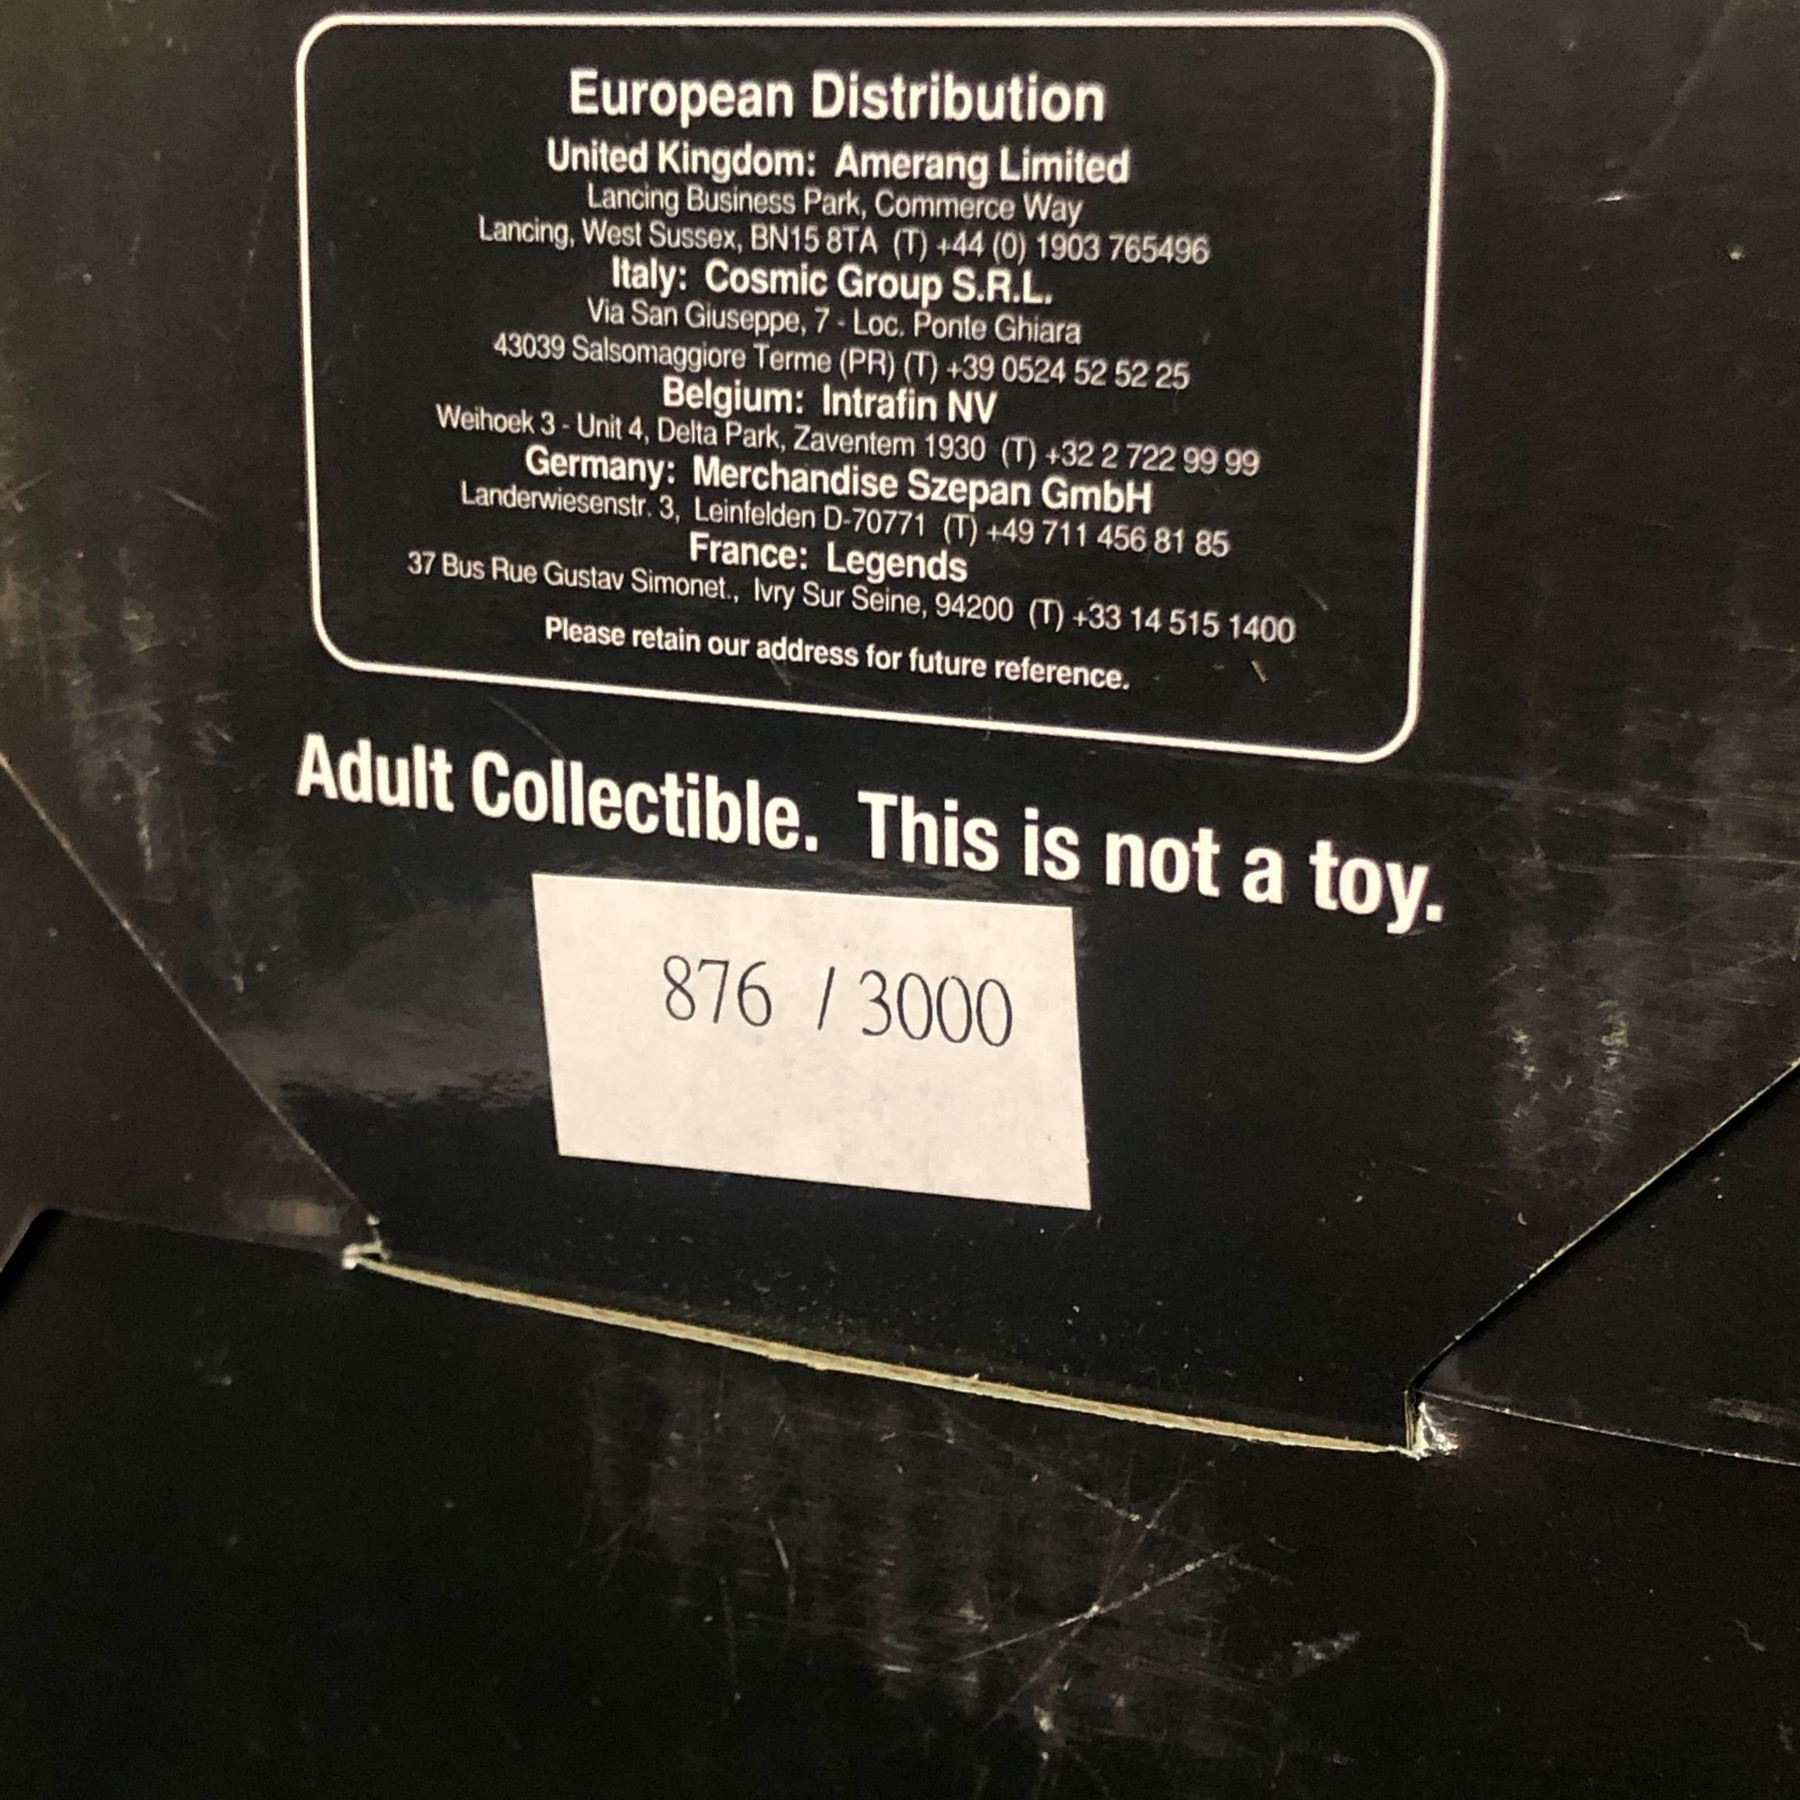 European Distribution
United Kingdom: Amerang Limited
Lancing Business Park, Commerce Way
Lancing, West Sussex, BN15 8TA (T) +44 (0) 1903 765496
Italy: Cosmic Group S.R.L.
Via San Giuseppe, 7 - Loc. Ponte Ghiara
43039 Salsomaggiore Terme (PR) (T) +39 0524 52 52 25
Belgium: Intrafin NV
Weihoek 3 - Unit 4, Delta Park, Zaventem 1930 (T) +32 2 722 99 99
Germany: Merchandise Szepan GmbH
Landerwiesenstr. 3, Leinfelden D-70771 (T) +49 711 456 81 85
France: Legends
37 Bus Rue Gustav Simonet., Ivry Sur Seine, 94200 (T) +33 14 515 1400
Please retain our address for future reference.
Adult Collectible. This is not a toy.
876 / 3000